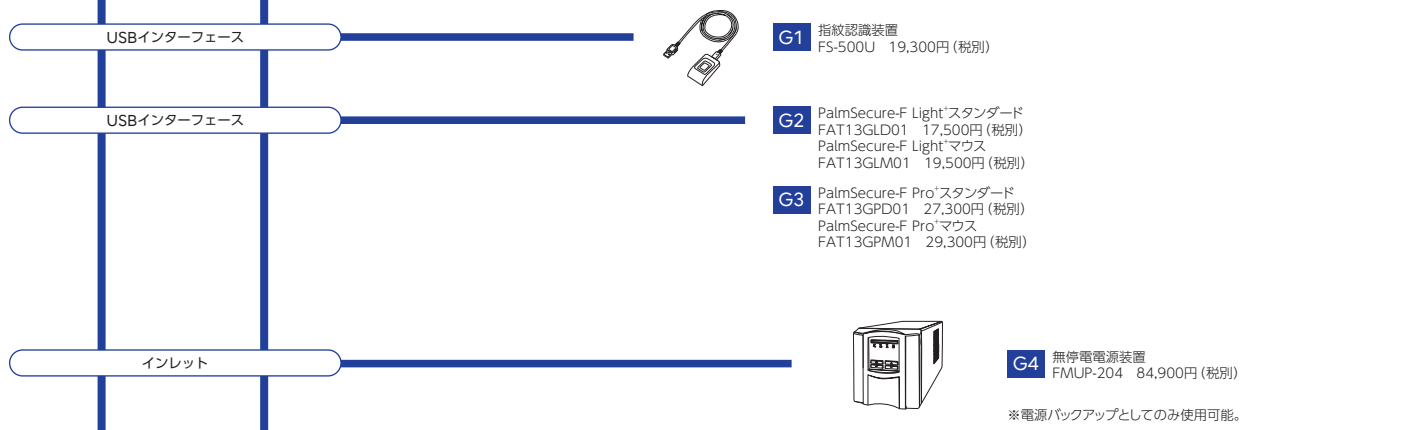 USBインターフェース
G1 指紋認識装置
FS-500U 19,300円（税別）
USBインターフェース
G2 PalmSecure-F Light⁺スタンダード
FAT13GLD01 17,500円（税別）
PalmSecure-F Light⁺マウス
FAT13GLM01 19,500円（税別）
G3 PalmSecure-F Pro⁺スタンダード
FAT13GPD01 27,300円（税別）
PalmSecure-F Pro⁺マウス
FAT13GPM01 29,300円（税別）
インレット
G4 無停電電源装置
FMUP-204 84,900円（税別）
※電源バックアップとしてのみ使用可能。